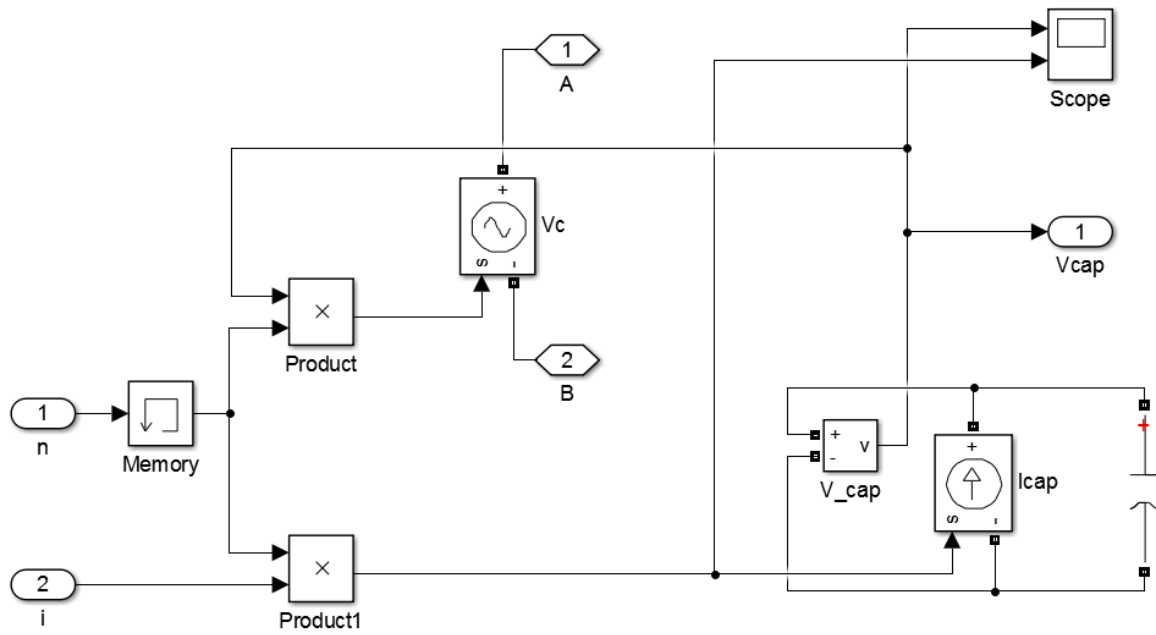 1
A
Scope
+
Vc
s
-
1
Vcap
×
Product
2
B
1
n
Memory
+
-
v
V_cap
+
Icap
s
-
+
2
i
×
Product1